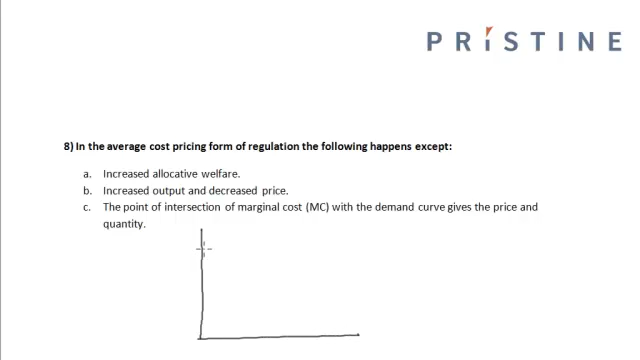 PRíSTINE
8) In the average cost pricing form of regulation the following happens except:
a. Increased allocative welfare.
b. Increased output and decreased price.
c. The point of intersection of marginal cost (MC) with the demand curve gives the price and
quantity.